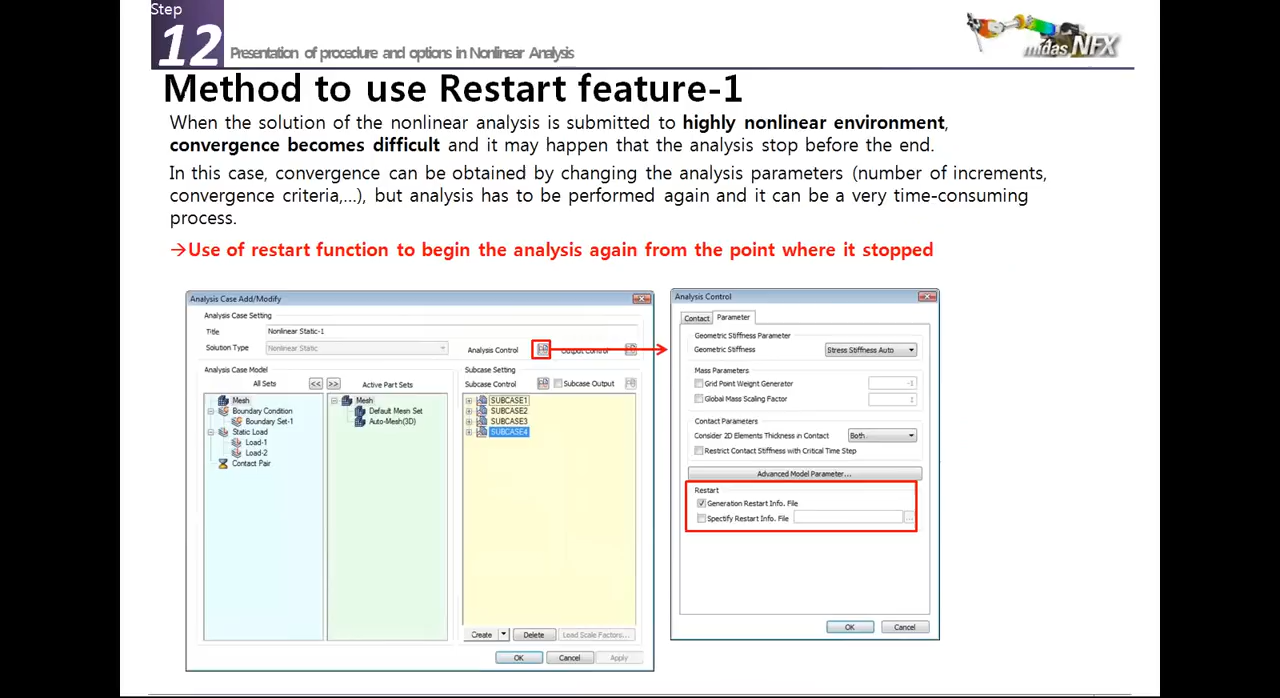 Step
12
Presentation of procedure and options in Nonlinear Analysis
midas NFX
Method to use Restart feature-1
When the solution of the nonlinear analysis is submitted to highly nonlinear environment,
convergence becomes difficult and it may happen that the analysis stop before the end.
In this case, convergence can be obtained by changing the analysis parameters (number of increments,
convergence criteria,...), but analysis has to be performed again and it can be a very time-consuming
process.
→Use of restart function to begin the analysis again from the point where it stopped
Analysis Case Add/Modify
Analysis Case Setting
Title
Nonlinear Static-1
Solution Type
Nonlinear Static
Analysis Control
Output Control
Analysis Case Model
All Sets
<<
>>
Active Part Sets
Subcase Setting
Subcase Control
Subcase Output
Mesh
Boundary Condition
Boundary Set-1
Static Load
Load-1
Load-2
Contact Pair
Mesh
Default Mesh Set
Auto-Mesh(3D)
SUBCASE1
SUBCASE2
SUBCASE3
SUBCASE4
Create
Delete
Load Scale Factors...
OK
Cancel
Apply
Analysis Control
Contact
Parameter
Geometric Stiffness Parameter
Geometric Stiffness
Stress Stiffness Auto
Mass Parameters
Grid Point Weight Generator
-1
Global Mass Scaling Factor
Contact Parameters
Consider 2D Elements Thickness in Contact
Both
Restrict Contact Stiffness with Critical Time Step
Advanced Model Parameter...
Restart
Generation Restart Info. File
Specify Restart Info. File
...
OK
Cancel